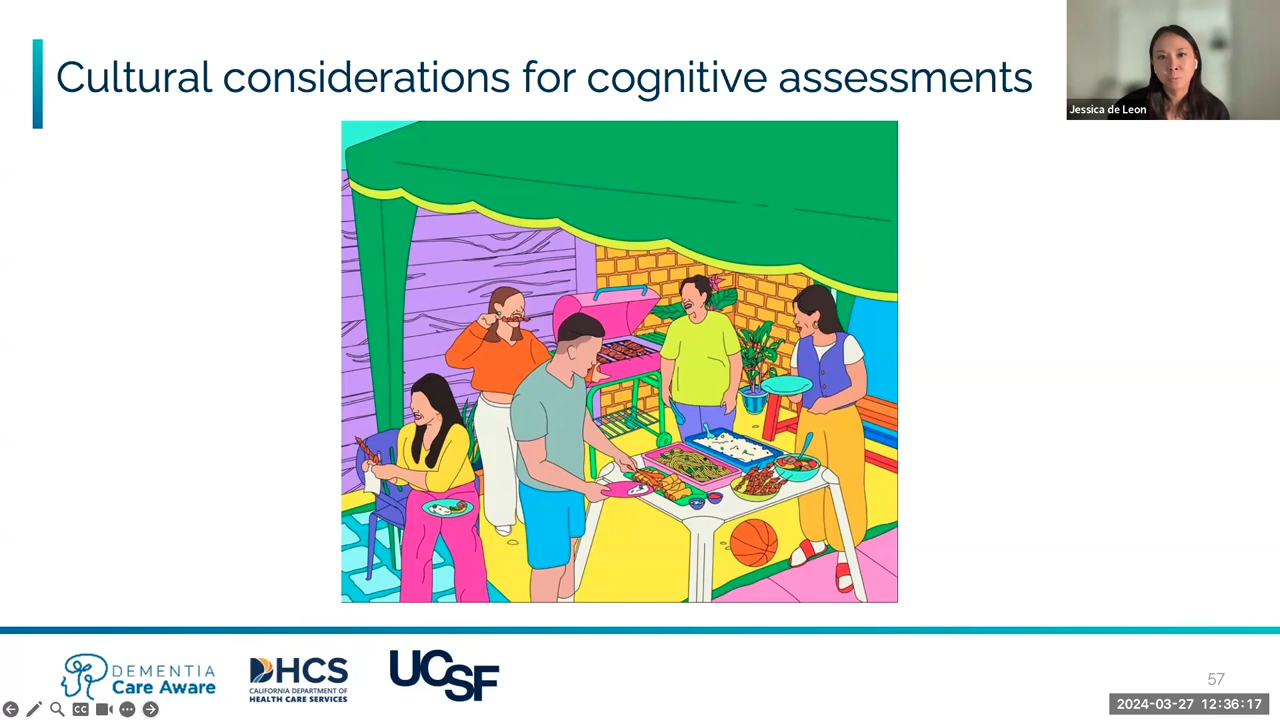 Cultural considerations for cognitive assessments
Jessica de Leon
DEMENTIA
Care Aware
DHCS
CALIFORNIA DEPARTMENT OF
HEALTH CARE SERVICES
UCSF
57
CC
2024-03-27 12:36:17